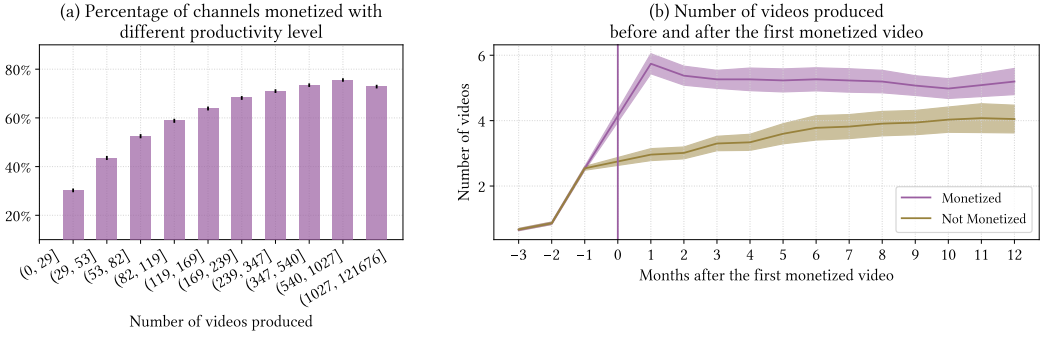 (a) Percentage of channels monetized with
different productivity level
80%
60%
40%
20%
(0, 29]
(29, 53]
(53, 82]
(82, 119]
(119, 169]
(169, 239]
(239, 347]
(347, 540]
(540, 1027]
(1027, 121676]
Number of videos produced
(b) Number of videos produced
before and after the first monetized video
Number of videos
6
4
2
Monetized
Not Monetized
−3 −2 −1 0 1 2 3 4 5 6 7 8 9 10 11 12
Months after the first monetized video